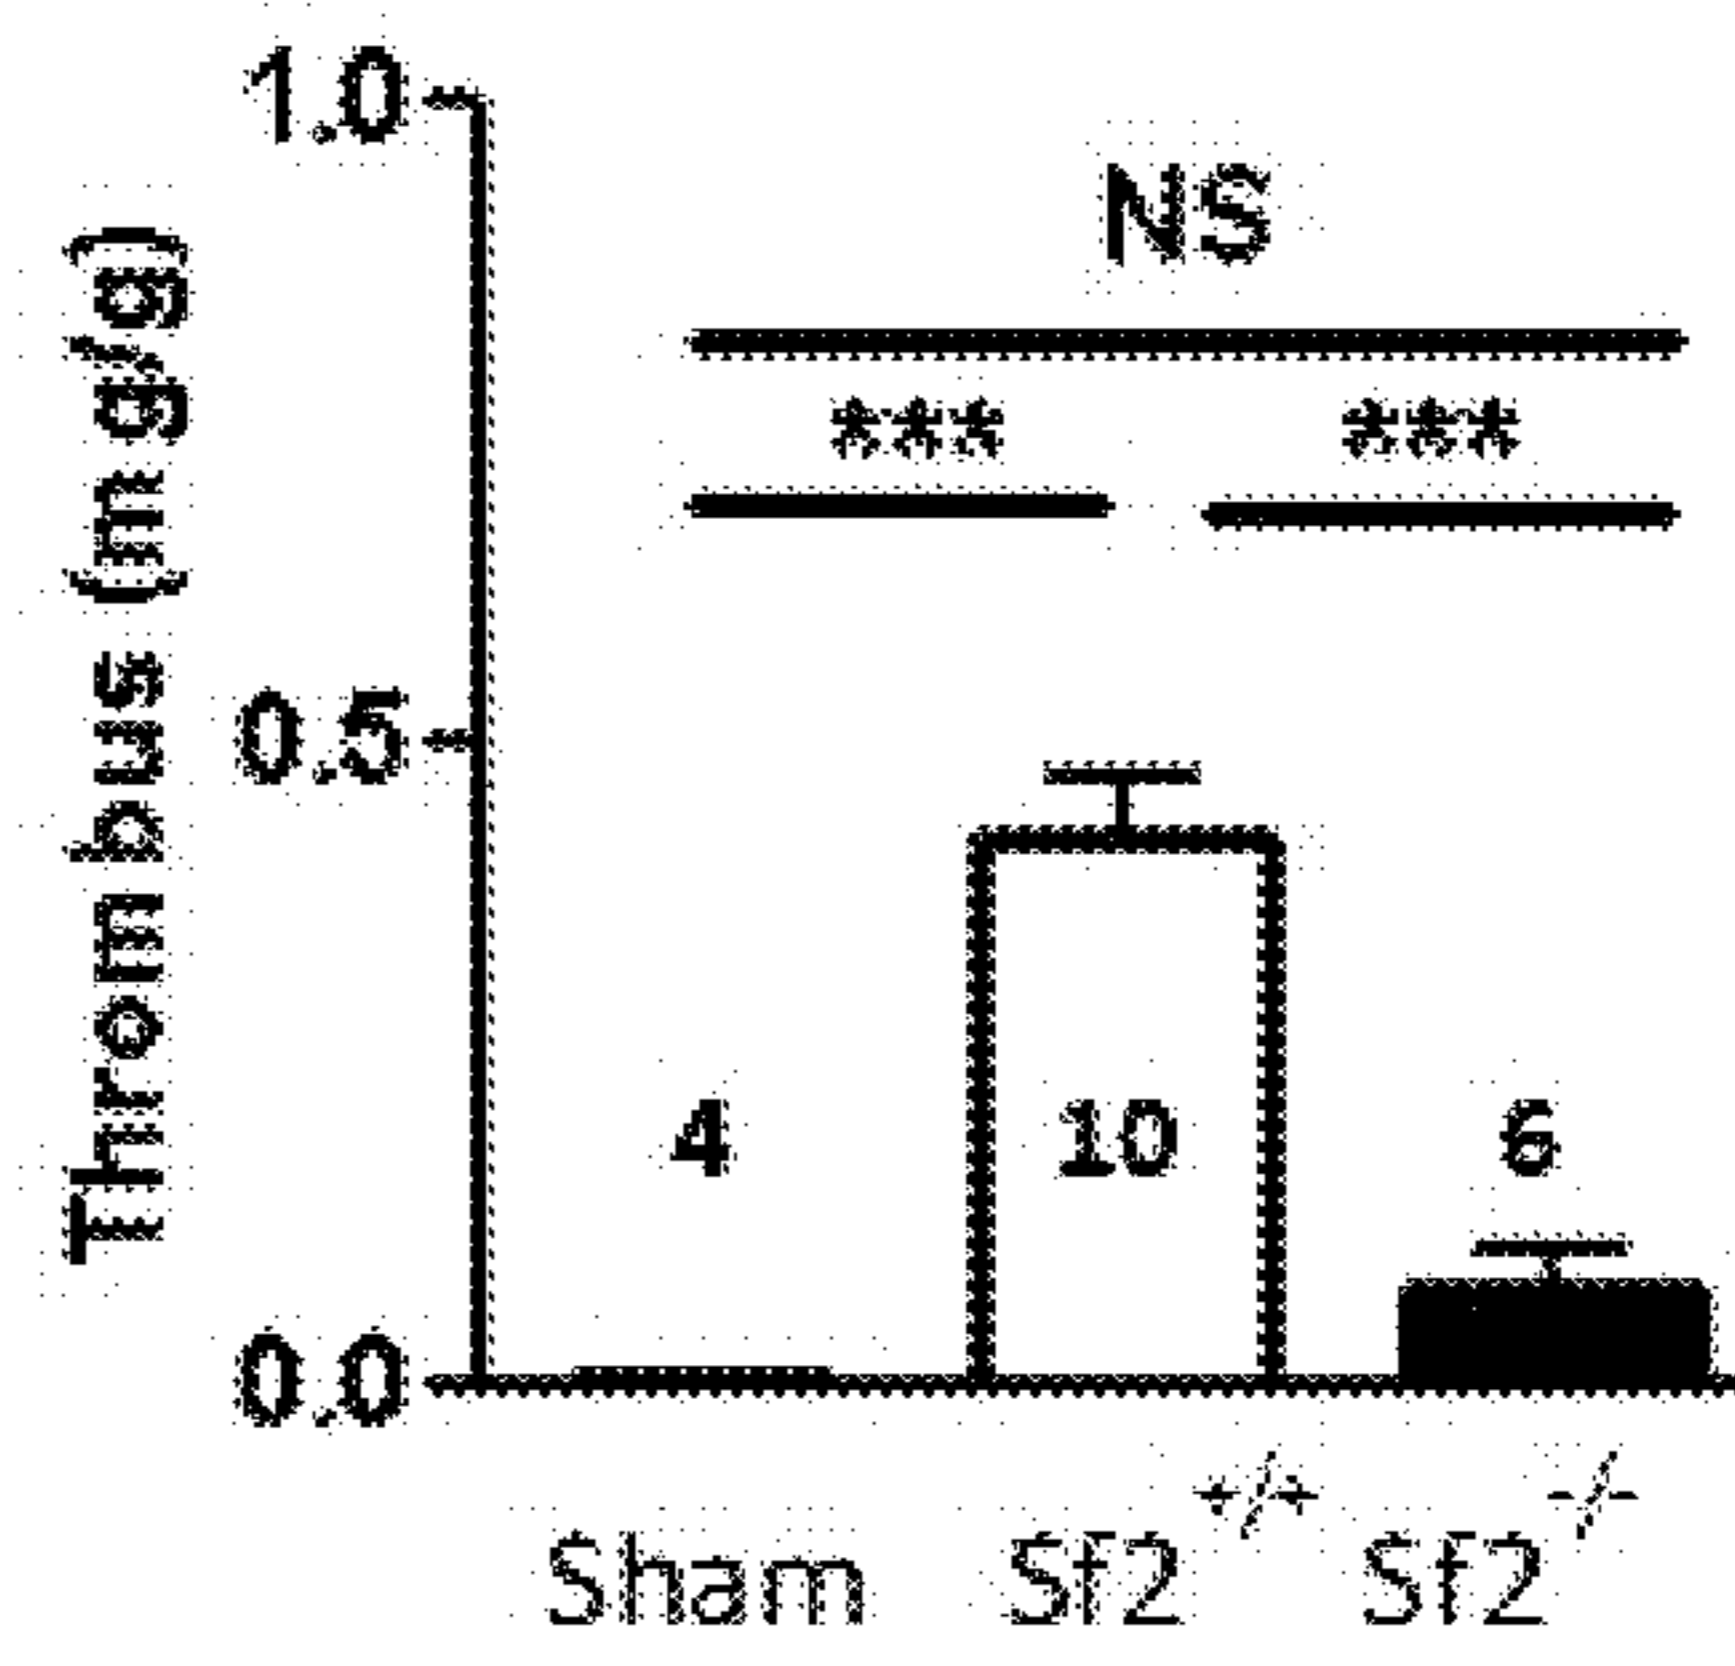 Thrombus (mg/g)
1.0
0.5
0.0
NS
*** ***
4 10 6
Sham Sf2+/+ Sf2-/-